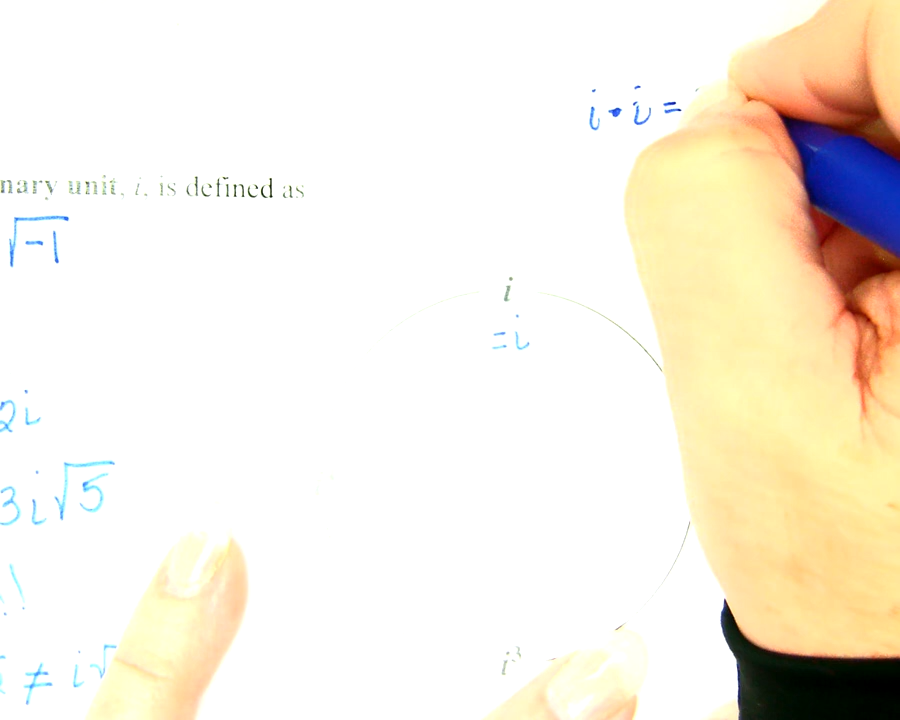 i • i =
nary unit, i, is defined as
√-1
i
= i
2i
3i√5
≠ i√
i³